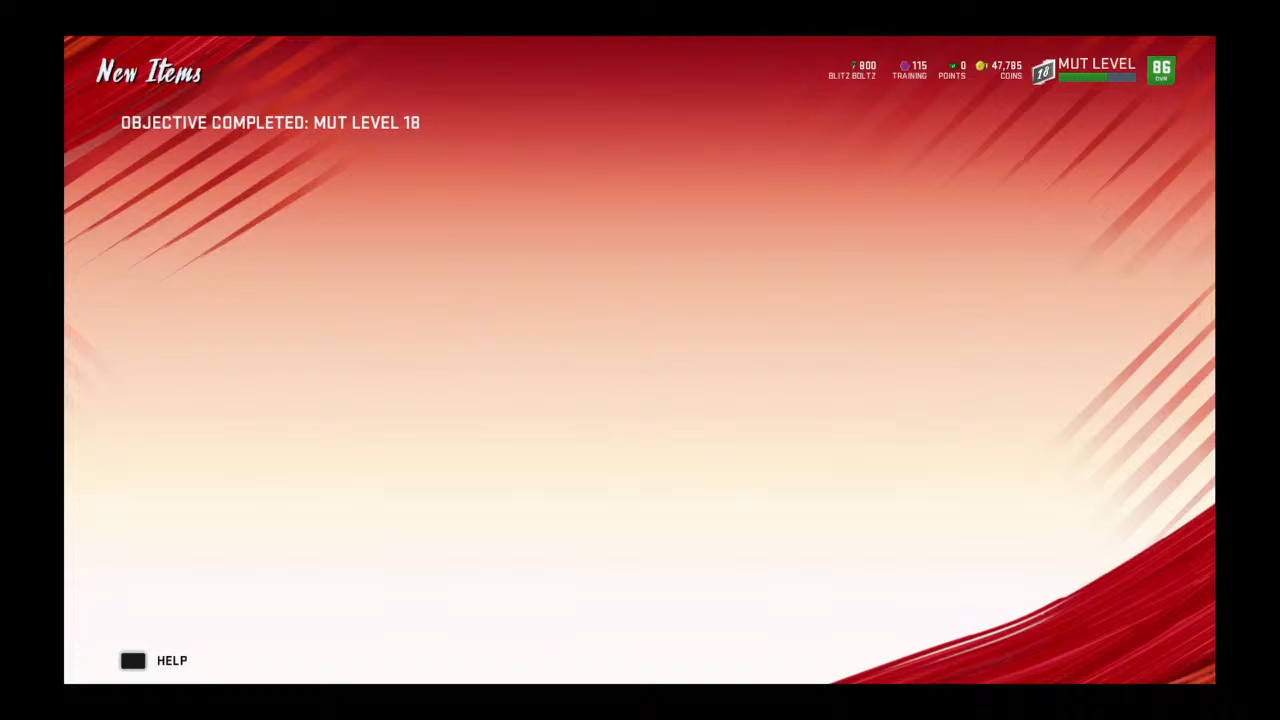 New Items
800 115 0 47,785 18 MUT LEVEL 86
BLITZ BOLTZ TRAINING POINTS COINS OVR
OBJECTIVE COMPLETED: MUT LEVEL 18
HELP